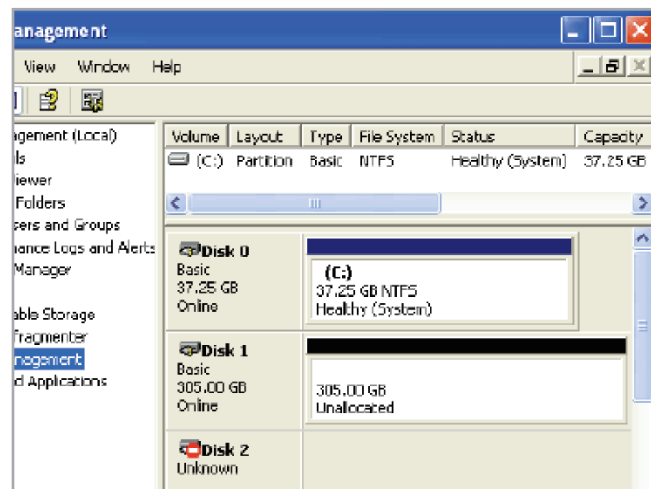 anagement
View Window Help
agement (Local)
ls
iewer
Folders
sers and Groups
nance Logs and Alerts
Manager
able Storage
fragmenter
nagement
d Applications
Volume Layout Type File System Status Capacity
(C:) Partition Basic NTFS Healthy (System) 37.25 GB
Disk 0
Basic
37.25 GB
Online
(C:)
37.25 GB NTFS
Healthy (System)
Disk 1
Basic
305.00 GB
Online
305.00 GB
Unallocated
Disk 2
Unknown